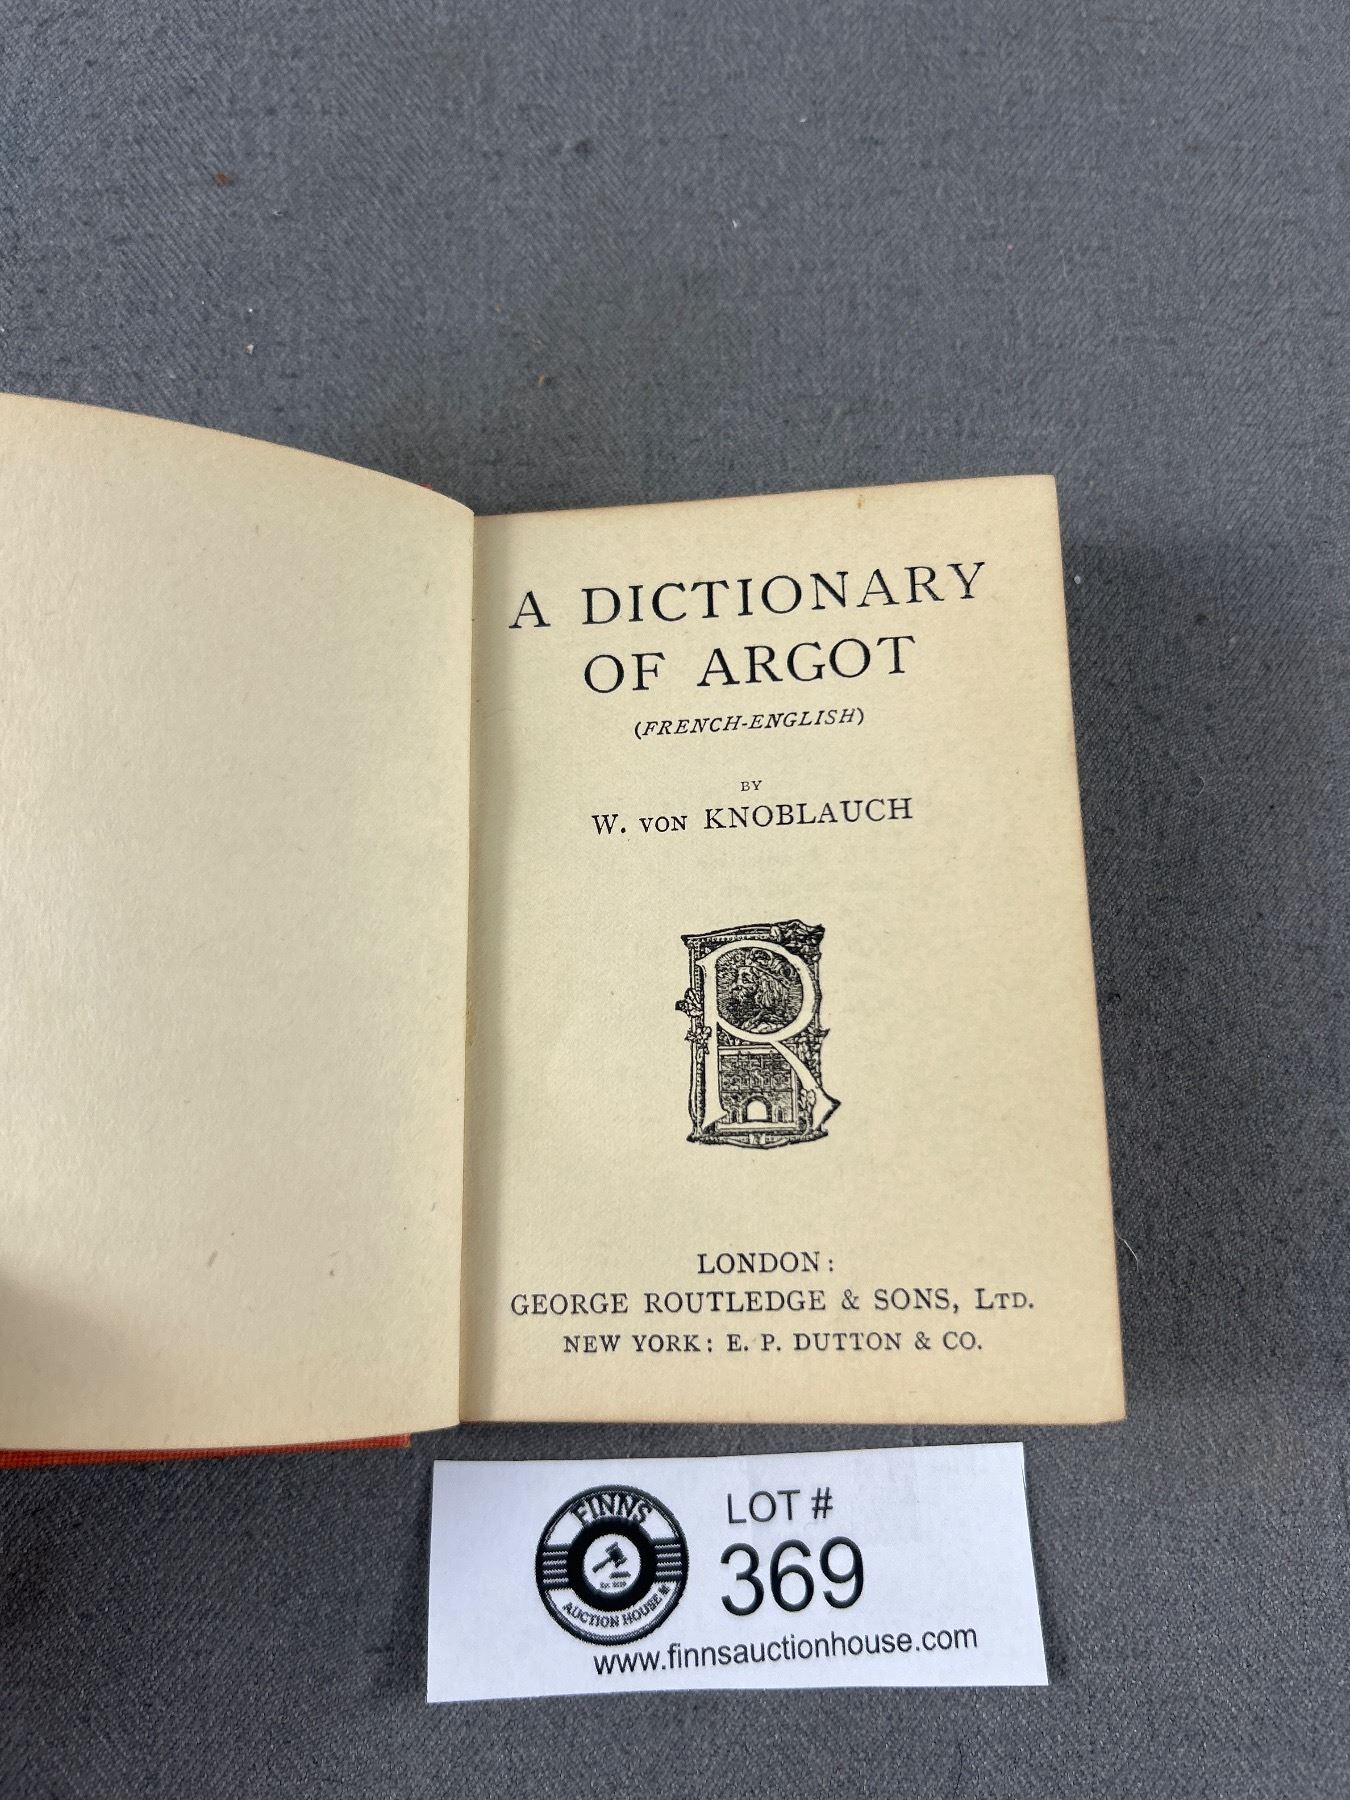 A DICTIONARY
OF ARGOT
(FRENCH-ENGLISH)
BY
W. VON KNOBLAUCH
R
LONDON:
GEORGE ROUTLEDGE & SONS, LTD.
NEW YORK: E. P. DUTTON & CO.
FINNS
AUCTION HOUSE
LOT #
369
www.finnsauctionhouse.com